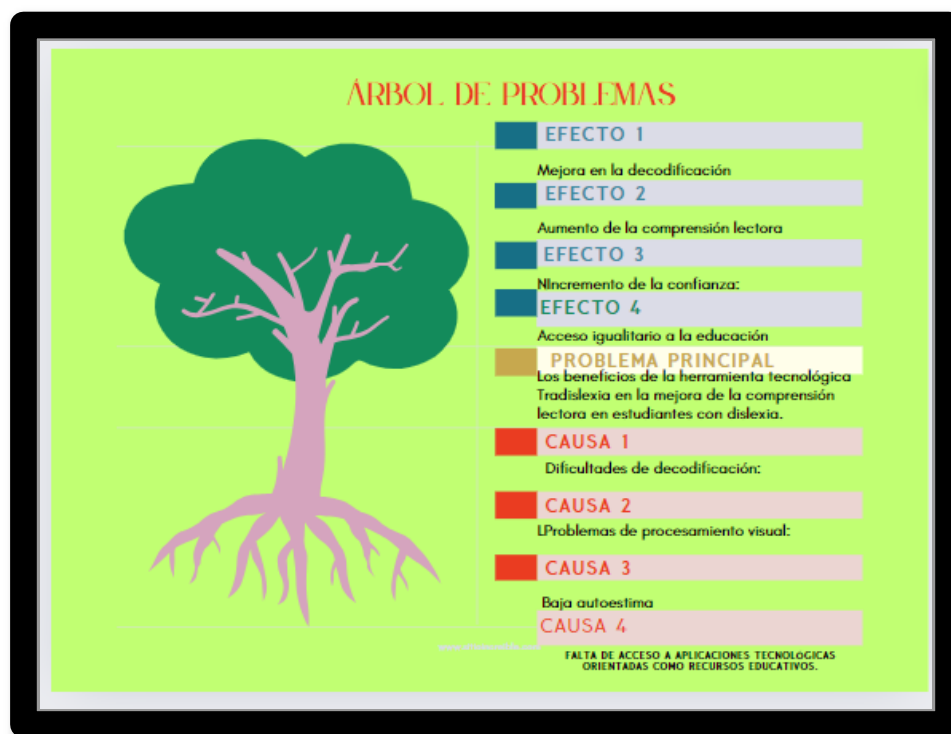 ÁRBOL DE PROBLEMAS
EFECTO 1
Mejora en la decodificación
EFECTO 2
Aumento de la comprensión lectora
EFECTO 3
NIncremento de la confianza:
EFECTO 4
Acceso igualitario a la educación
PROBLEMA PRINCIPAL
Los beneficios de la herramienta tecnológica
Tradislexia en la mejora de la comprensión
lectora en estudiantes con dislexia.
CAUSA 1
Dificultades de decodificación:
CAUSA 2
LProblemas de procesamiento visual:
CAUSA 3
Baja autoestima
CAUSA 4
FALTA DE ACCESO A APLICACIONES TECNOLÓGICAS
ORIENTADAS COMO RECURSOS EDUCATIVOS.